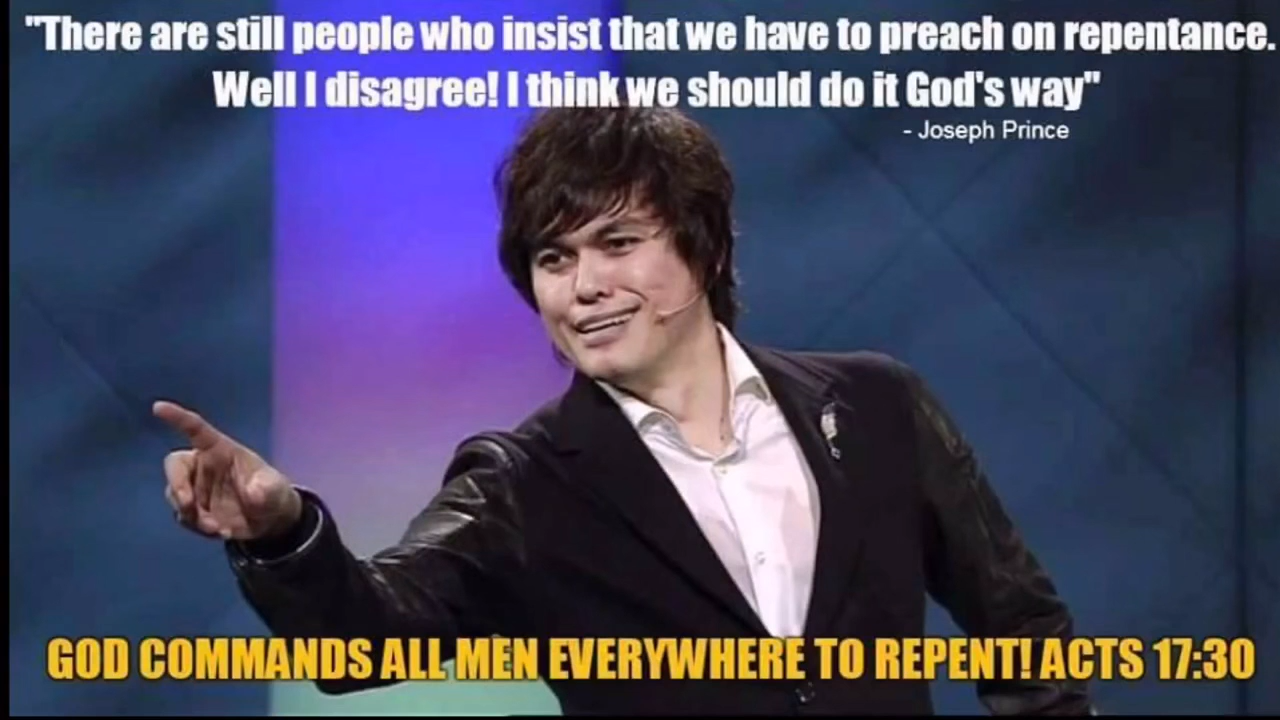 "There are still people who insist that we have to preach on repentance.
Well I disagree! I think we should do it God's way"
- Joseph Prince
GOD COMMANDS ALL MEN EVERYWHERE TO REPENT! ACTS 17:30